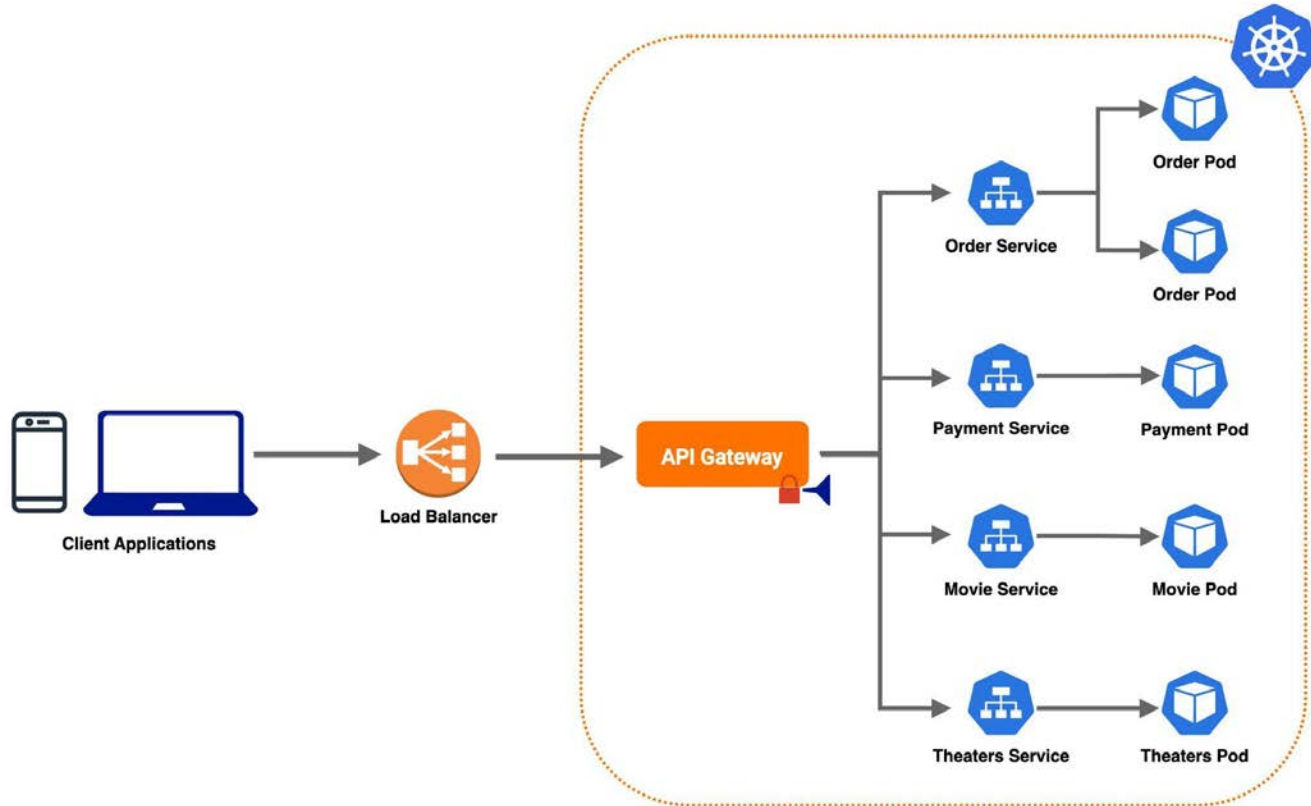 Order Pod
Order Service
Order Pod
Payment Service
Payment Pod
API Gateway
Load Balancer
Client Applications
Movie Service
Movie Pod
Theaters Service
Theaters Pod